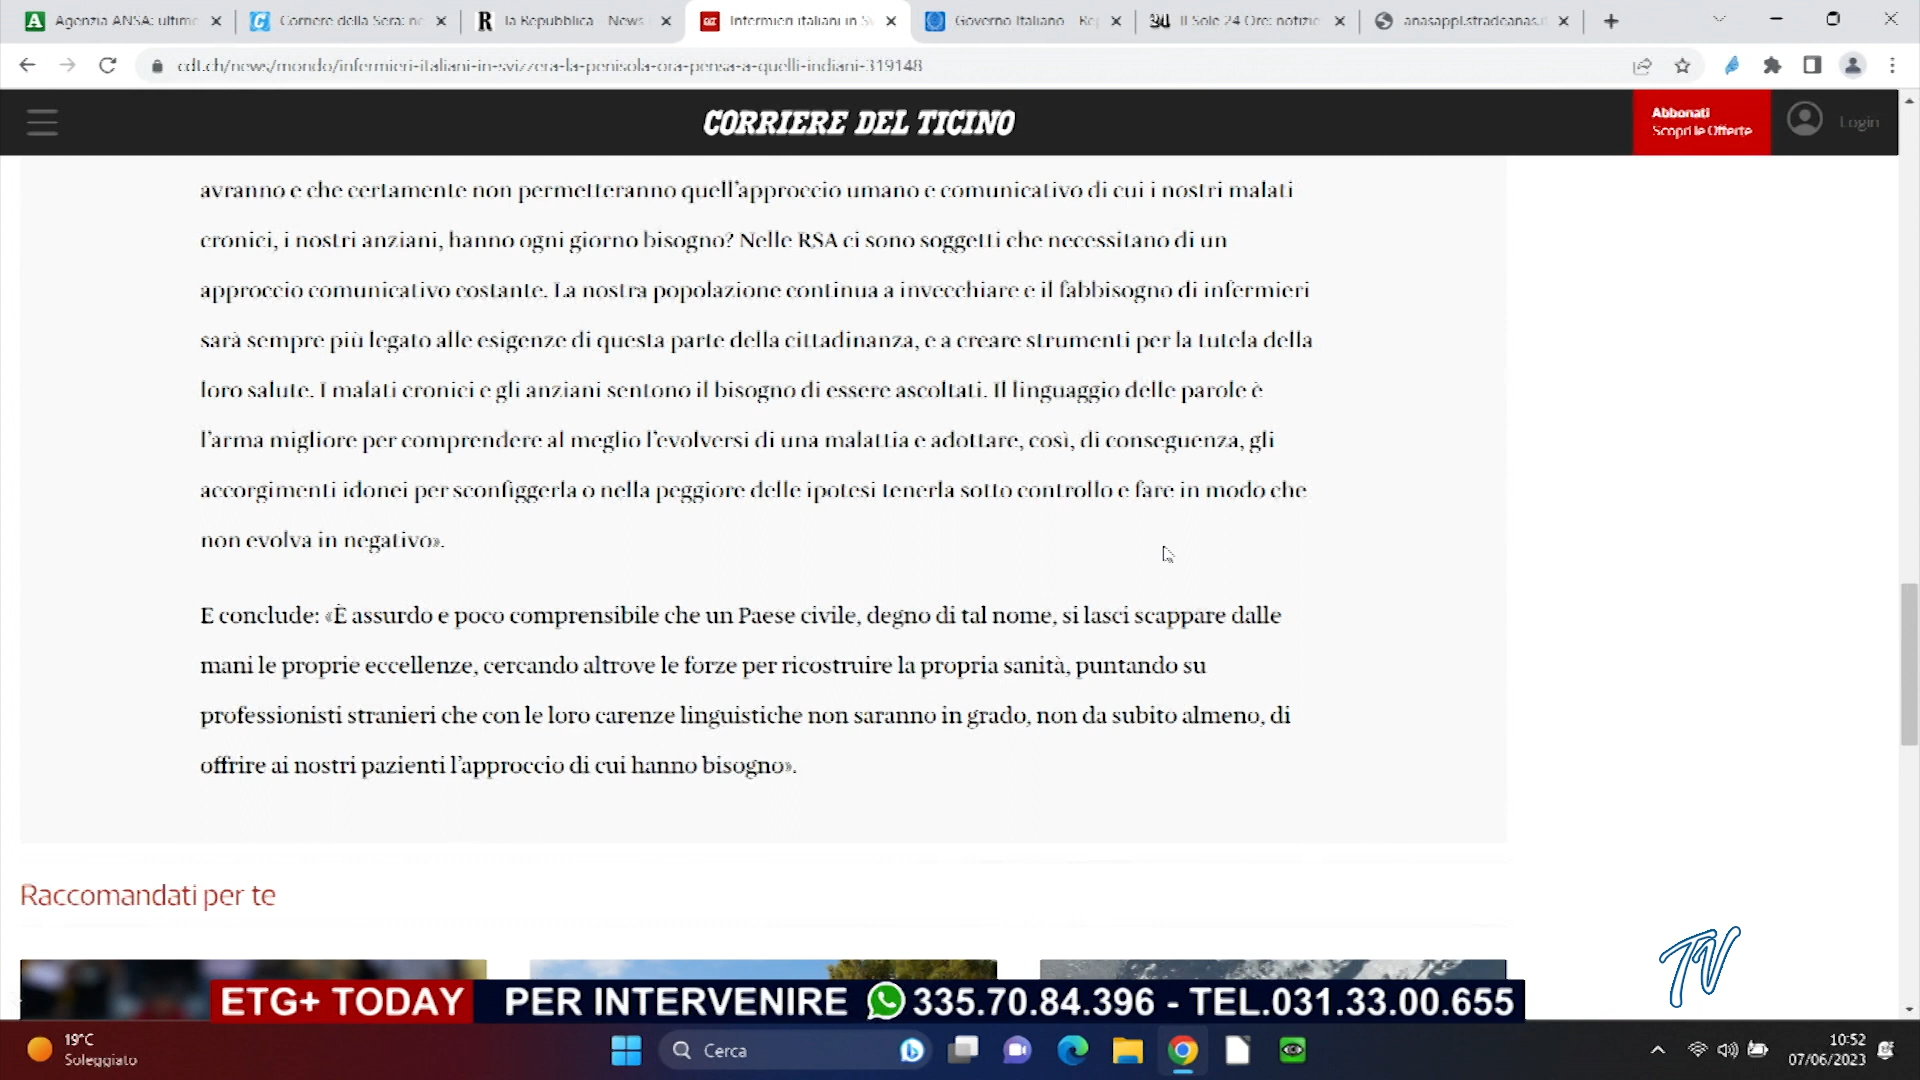 Agenzia ANSA: ultime
Corriere della Sera: no
la Repubblica - News
Infermieri italiani in Sv
Governo Italiano - Re
Il Sole 24 Ore: notizie
anasappl.stradeanas.i
cdt.ch/news/mondo/infermieri-italiani-in-svizzera-la-penisola-ora-pensa-a-quelli-indiani-319148
CORRIERE DEL TICINO
Abbonati
Scopri le Offerte
Login
avranno e che certamente non permetteranno quell'approccio umano e comunicativo di cui i nostri malati
cronici, i nostri anziani, hanno ogni giorno bisogno? Nelle RSA ci sono soggetti che necessitano di un
approccio comunicativo costante. La nostra popolazione continua a invecchiare e il fabbisogno di infermieri
sarà sempre più legato alle esigenze di questa parte della cittadinanza, e a creare strumenti per la tutela della
loro salute. I malati cronici e gli anziani sentono il bisogno di essere ascoltati. Il linguaggio delle parole è
l'arma migliore per comprendere al meglio l'evolversi di una malattia e adottare, così, di conseguenza, gli
accorgimenti idonei per sconfiggerla o nella peggiore delle ipotesi tenerla sotto controllo e fare in modo che
non evolva in negativo».
E conclude: «È assurdo e poco comprensibile che un Paese civile, degno di tal nome, si lasci scappare dalle
mani le proprie eccellenze, cercando altrove le forze per ricostruire la propria sanità, puntando su
professionisti stranieri che con le loro carenze linguistiche non saranno in grado, non da subito almeno, di
offrire ai nostri pazienti l'approccio di cui hanno bisogno».
Raccomandati per te
TV
ETG+ TODAY PER INTERVENIRE 335.70.84.396 - TEL.031.33.00.655
19°C
Soleggiato
Cerca
10:52
07/06/2023